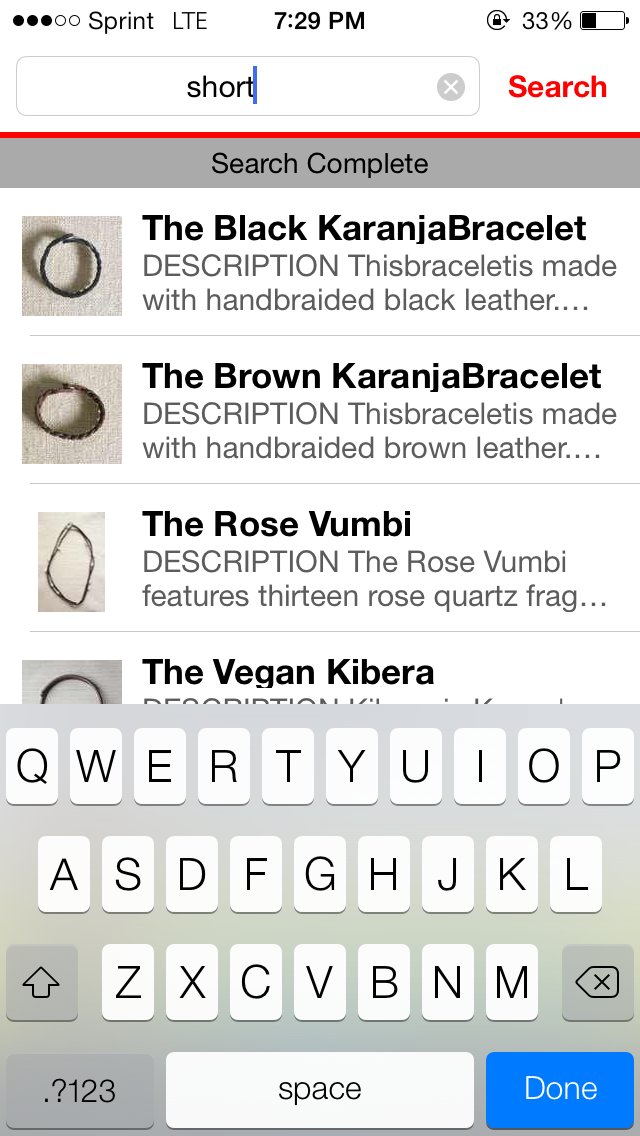 Sprint LTE 7:29 PM 33%
short Search
Search Complete
The Black KaranjaBracelet
DESCRIPTION Thisbraceletis made
with handbraided black leather.…
The Brown KaranjaBracelet
DESCRIPTION Thisbraceletis made
with handbraided brown leather.…
The Rose Vumbi
DESCRIPTION The Rose Vumbi
features thirteen rose quartz frag…
The Vegan Kibera
Q W E R T Y U I O P
A S D F G H J K L
Z X C V B N M
.?123 space Done